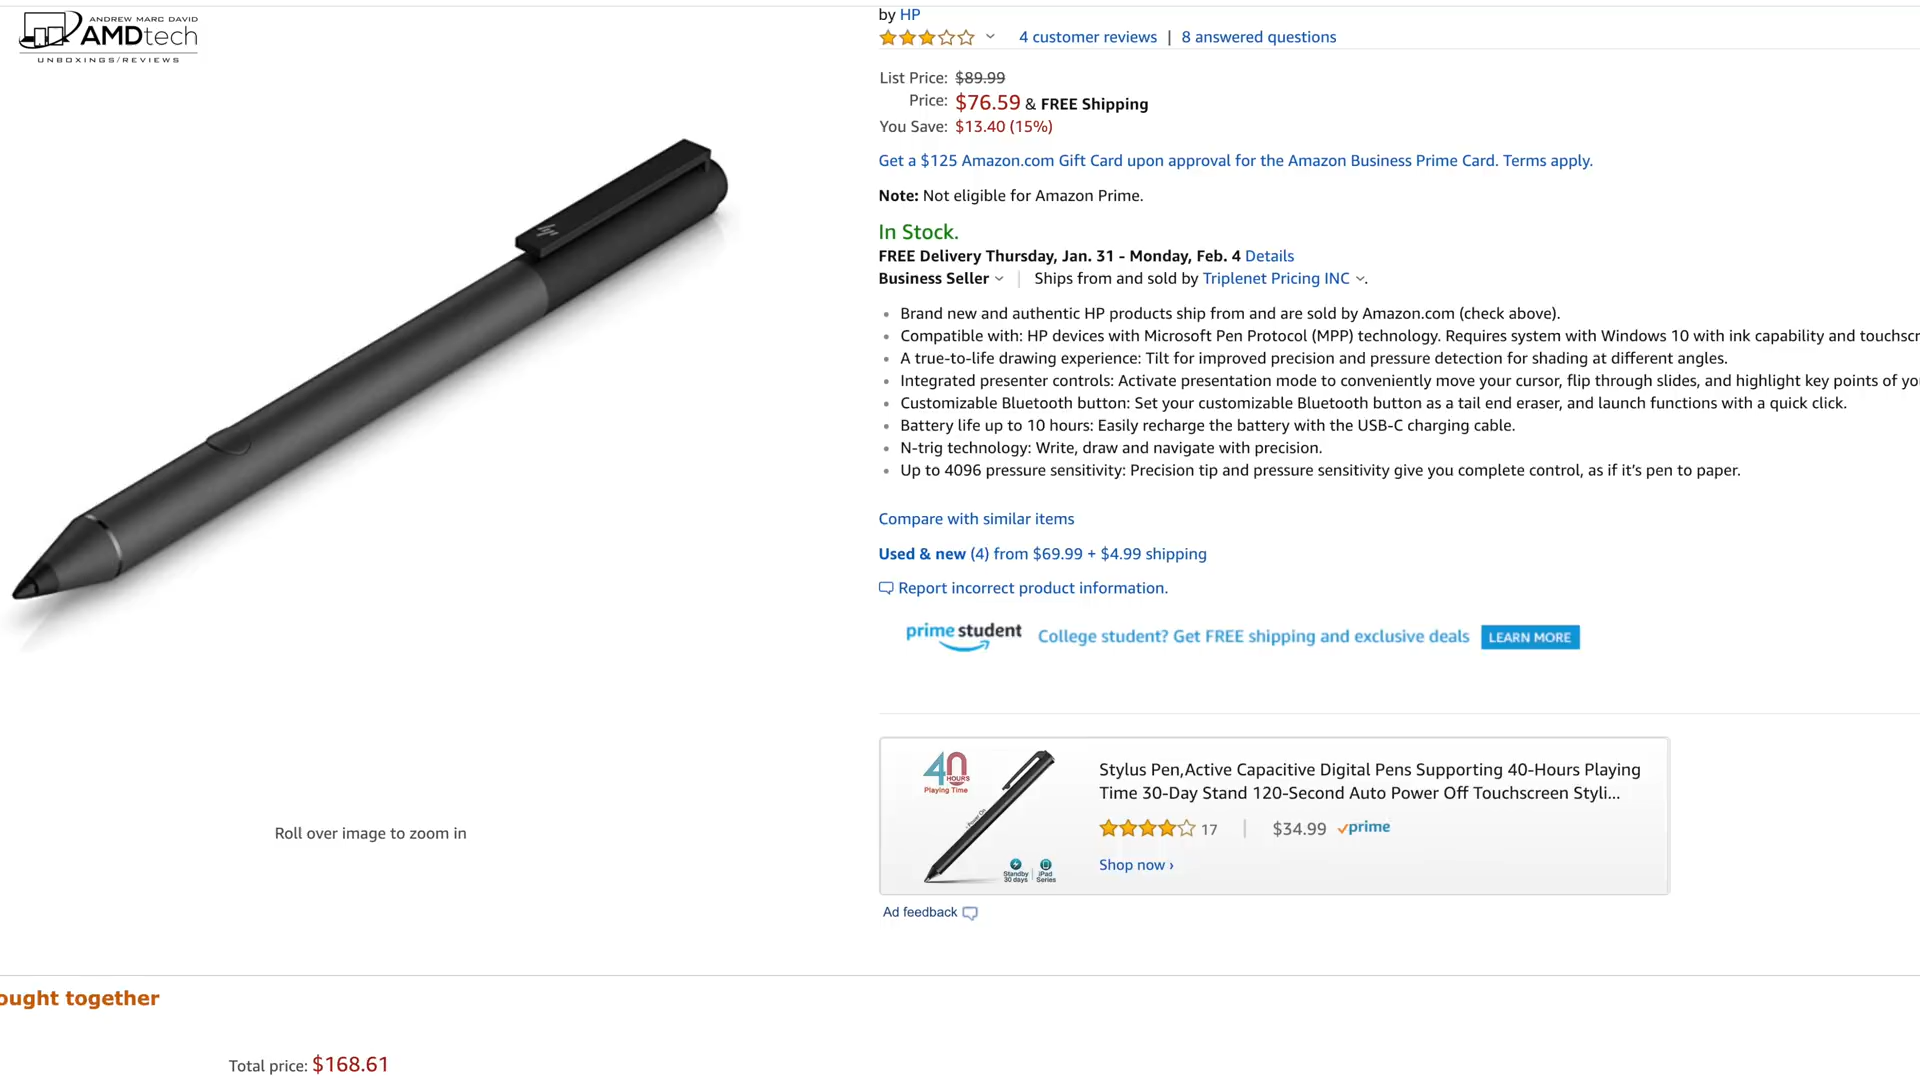 ANDREW MARC DAVID
AMDtech
UNBOXINGS/REVIEWS
by HP
4 customer reviews | 8 answered questions
List Price: $89.99
Price: $76.59 & FREE Shipping
You Save: $13.40 (15%)
Get a $125 Amazon.com Gift Card upon approval for the Amazon Business Prime Card. Terms apply.
Note: Not eligible for Amazon Prime.
In Stock.
FREE Delivery Thursday, Jan. 31 - Monday, Feb. 4 Details
Business Seller | Ships from and sold by Triplenet Pricing INC .
hp
• Brand new and authentic HP products ship from and are sold by Amazon.com (check above).
• Compatible with: HP devices with Microsoft Pen Protocol (MPP) technology. Requires system with Windows 10 with ink capability and touchscr
• A true-to-life drawing experience: Tilt for improved precision and pressure detection for shading at different angles.
• Integrated presenter controls: Activate presentation mode to conveniently move your cursor, flip through slides, and highlight key points of yo
• Customizable Bluetooth button: Set your customizable Bluetooth button as a tail end eraser, and launch functions with a quick click.
• Battery life up to 10 hours: Easily recharge the battery with the USB-C charging cable.
• N-trig technology: Write, draw and navigate with precision.
• Up to 4096 pressure sensitivity: Precision tip and pressure sensitivity give you complete control, as if it’s pen to paper.
Compare with similar items
Used & new (4) from $69.99 + $4.99 shipping
Report incorrect product information.
prime student College student? Get FREE shipping and exclusive deals LEARN MORE
40 HOURS
Playing Time
Power On
Standby 30 days
iPad Series
Stylus Pen,Active Capacitive Digital Pens Supporting 40-Hours Playing
Time 30-Day Stand 120-Second Auto Power Off Touchscreen Styli...
17 | $34.99 prime
Shop now ›
Roll over image to zoom in
Ad feedback
ought together
Total price: $168.61